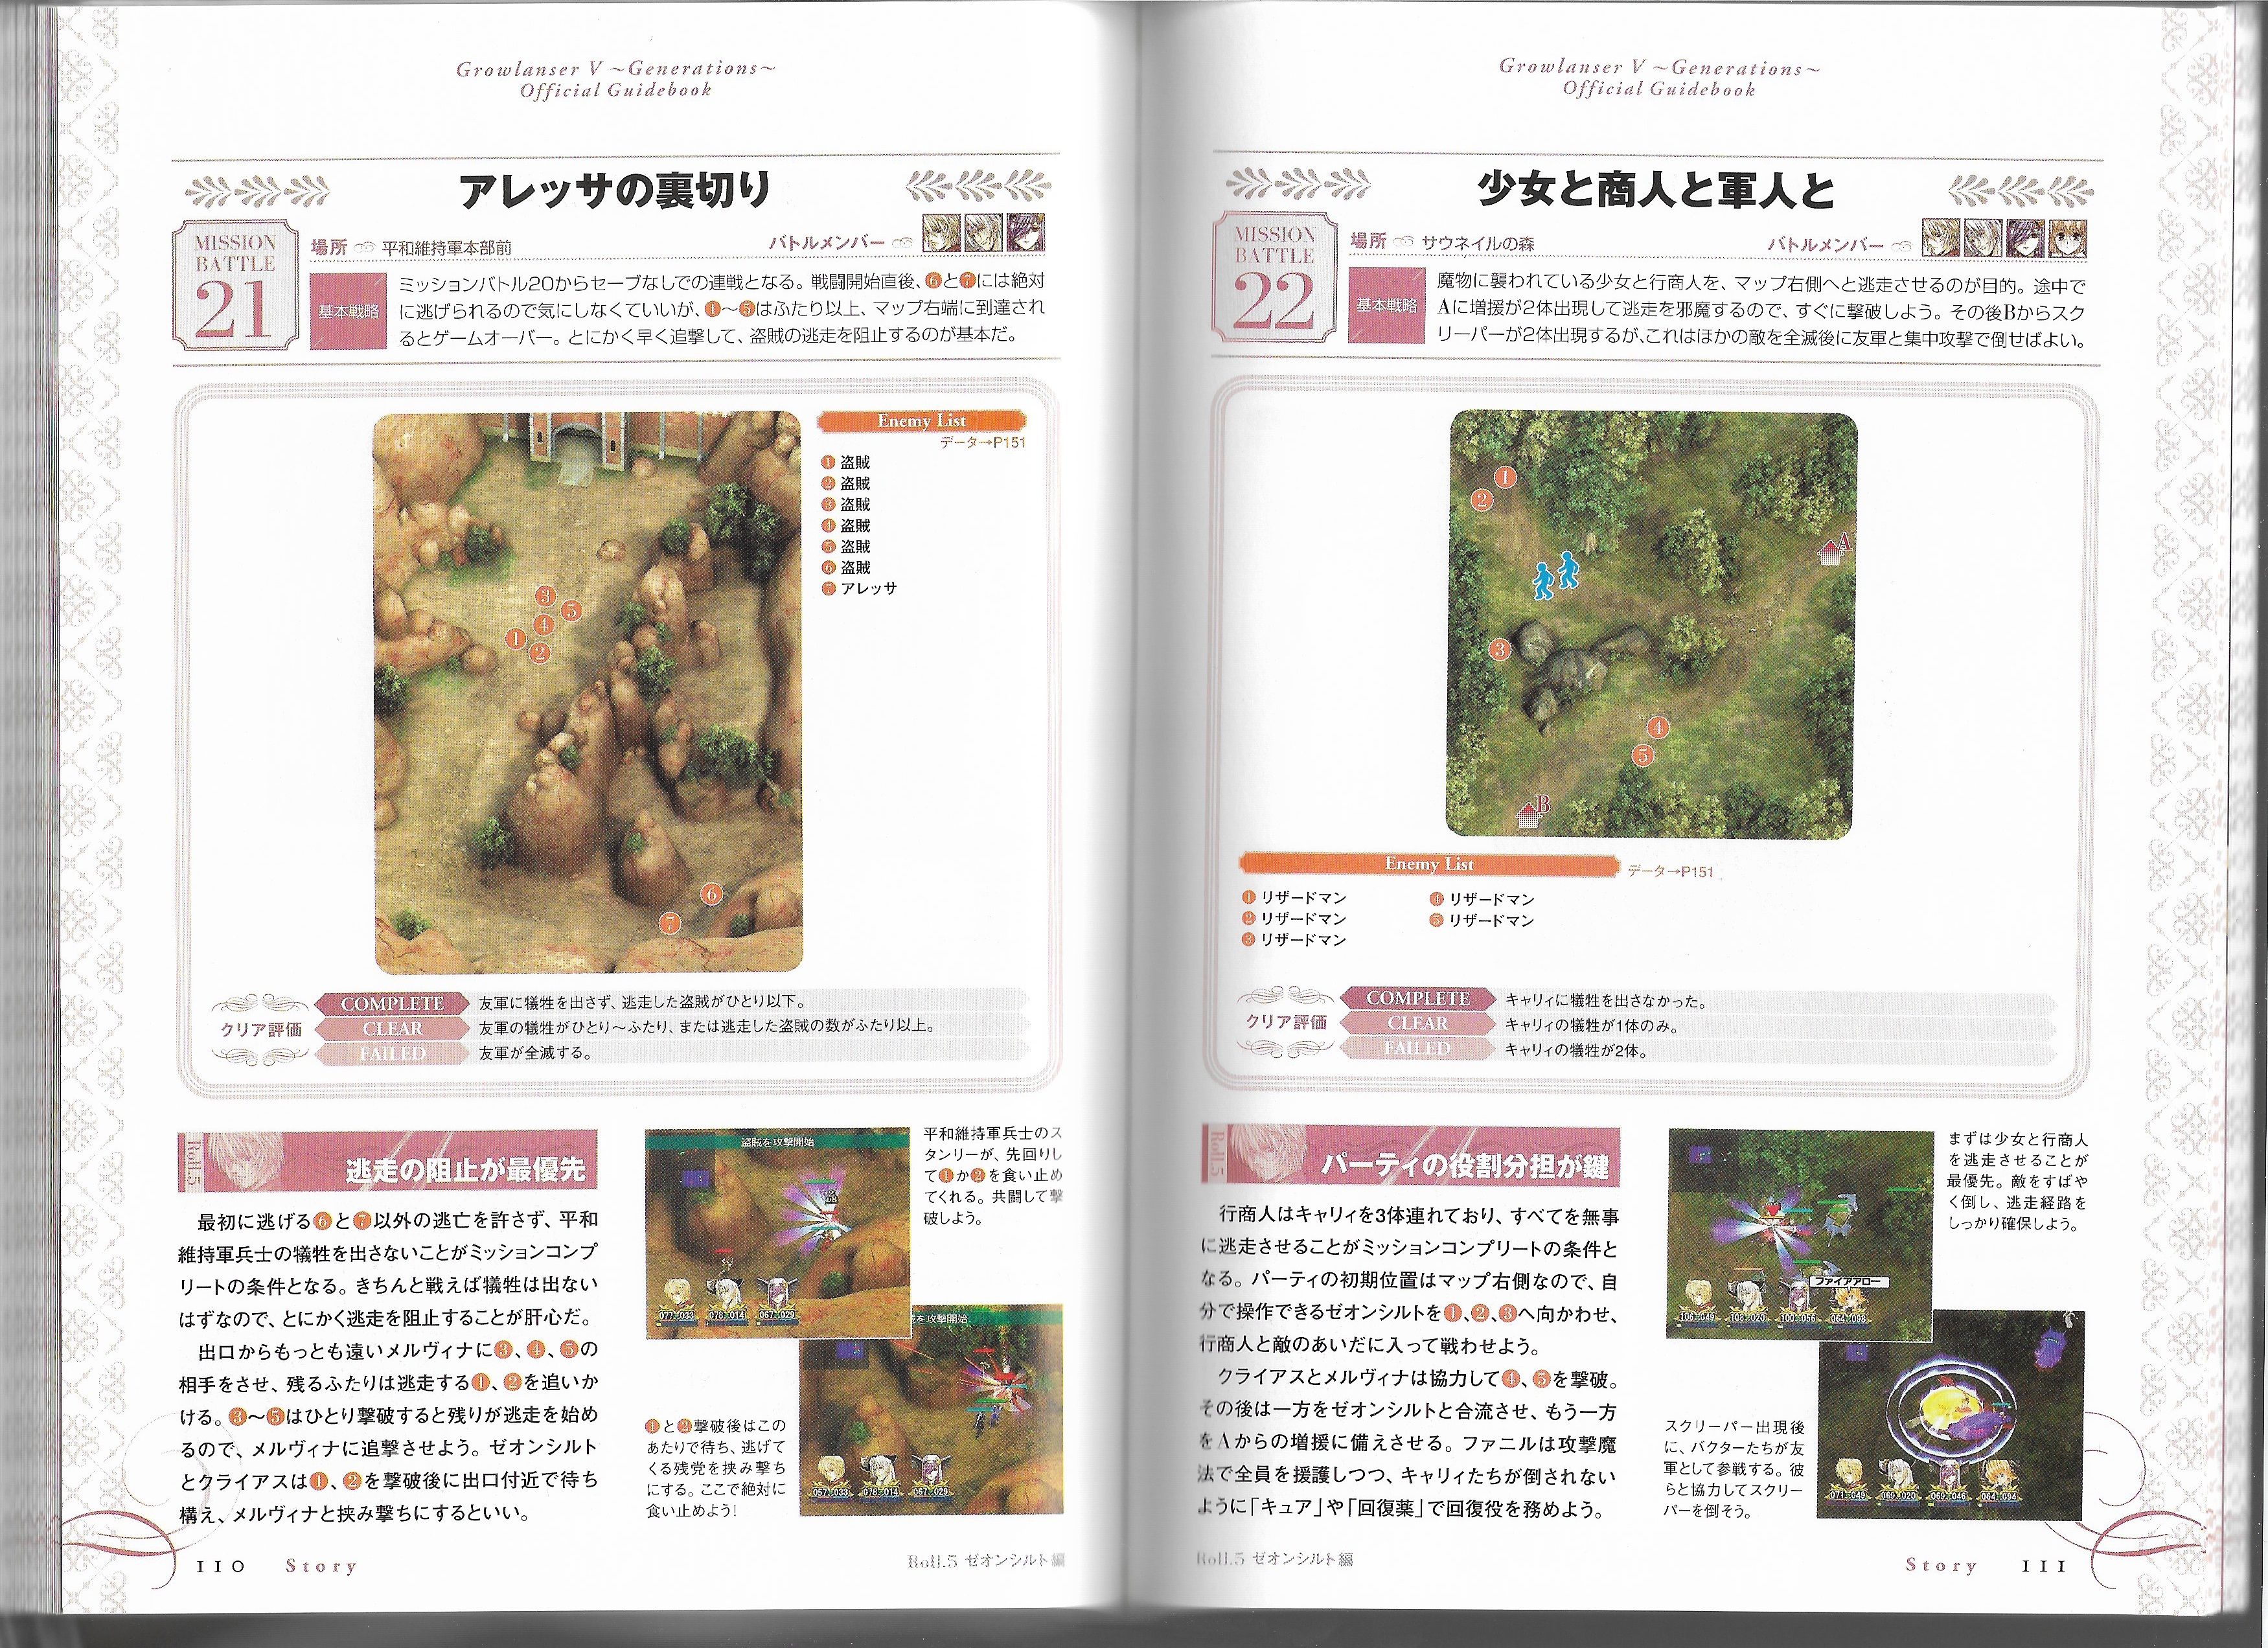 Growlanser V ~Generations~
Official Guidebook
アレッサの裏切り
MISSION
BATTLE
21
場所 平和維持軍本部前
バトルメンバー
基本戦略
ミッションバトル20からセーブなしでの連戦となる。戦闘開始直後、❻と❼には絶対
に逃げられるので気にしなくていいが、❶～❺はふたり以上、マップ右端に到達され
るとゲームオーバー。とにかく早く追撃して、盗賊の逃走を阻止するのが基本だ。
3
5
4
1
2
6
7
Enemy List
データ→P151
❶盗賊
❷盗賊
❸盗賊
❹盗賊
❺盗賊
❻盗賊
❼アレッサ
クリア評価
COMPLETE 友軍に犠牲を出さず、逃走した盗賊がひとり以下。
CLEAR 友軍の犠牲がひとり～ふたり、または逃走した盗賊の数がふたり以上。
FAILED 友軍が全滅する。
Roll.5
逃走の阻止が最優先
最初に逃げる❻と❼以外の逃亡を許さず、平和
維持軍兵士の犠牲を出さないことがミッションコンプ
リートの条件となる。きちんと戦えば犠牲は出ない
はずなので、とにかく逃走を阻止することが肝心だ。
出口からもっとも遠いメルヴィナに❸、❹、❺の
相手をさせ、残るふたりは逃走する❶、❷を追いか
ける。❸～❺はひとり撃破すると残りが逃走を始め
るので、メルヴィナに追撃させよう。ゼオンシルト
とクライアスは❶、❷を撃破後に出口付近で待ち
構え、メルヴィナと挟み撃ちにするといい。
盗賊を攻撃開始
平和維持軍兵士のス
タンリーが、先回りし
て❶か❷を食い止め
てくれる。共闘して撃
破しよう。
を攻撃開始
❶と❷撃破後はこの
あたりで待ち、逃げて
くる残党を挟み撃ち
にする。ここで絶対に
食い止めよう!
110 Story
Roll.5 ゼオンシルト編
Growlanser V ~Generations~
Official Guidebook
少女と商人と軍人と
MISSION
BATTLE
22
場所 サウネイルの森
バトルメンバー
基本戦略
魔物に襲われている少女と行商人を、マップ右側へと逃走させるのが目的。途中で
Aに増援が2体出現して逃走を邪魔するので、すぐに撃破しよう。その後Bからスク
リーパーが2体出現するが、これはほかの敵を全滅後に友軍と集中攻撃で倒せばよい。
1
2
A
3
4
5
B
Enemy List データ→P151
❶リザードマン
❷リザードマン
❸リザードマン
❹リザードマン
❺リザードマン
クリア評価
COMPLETE キャリィに犠牲を出さなかった。
CLEAR キャリィの犠牲が1体のみ。
FAILED キャリィの犠牲が2体。
Roll.5
パーティの役割分担が鍵
行商人はキャリィを3体連れており、すべてを無事
に逃走させることがミッションコンプリートの条件と
なる。パーティの初期位置はマップ右側なので、自
分で操作できるゼオンシルトを❶、❷、❸へ向かわせ、
行商人と敵のあいだに入って戦わせよう。
クライアスとメルヴィナは協力して❹、❺を撃破。
その後は一方をゼオンシルトと合流させ、もう一方
をAからの増援に備えさせる。ファニルは攻撃魔
法で全員を援護しつつ、キャリィたちが倒されない
ように「キュア」や「回復薬」で回復役を務めよう。
ファイアアロー
まずは少女と行商人
を逃走させることが
最優先。敵をすばや
く倒し、逃走経路を
しっかり確保しよう。
スクリーパー出現後
に、バクターたちが友
軍として参戦する。彼
らと協力してスクリー
パーを倒そう。
Roll.5 ゼオンシルト編
Story 111